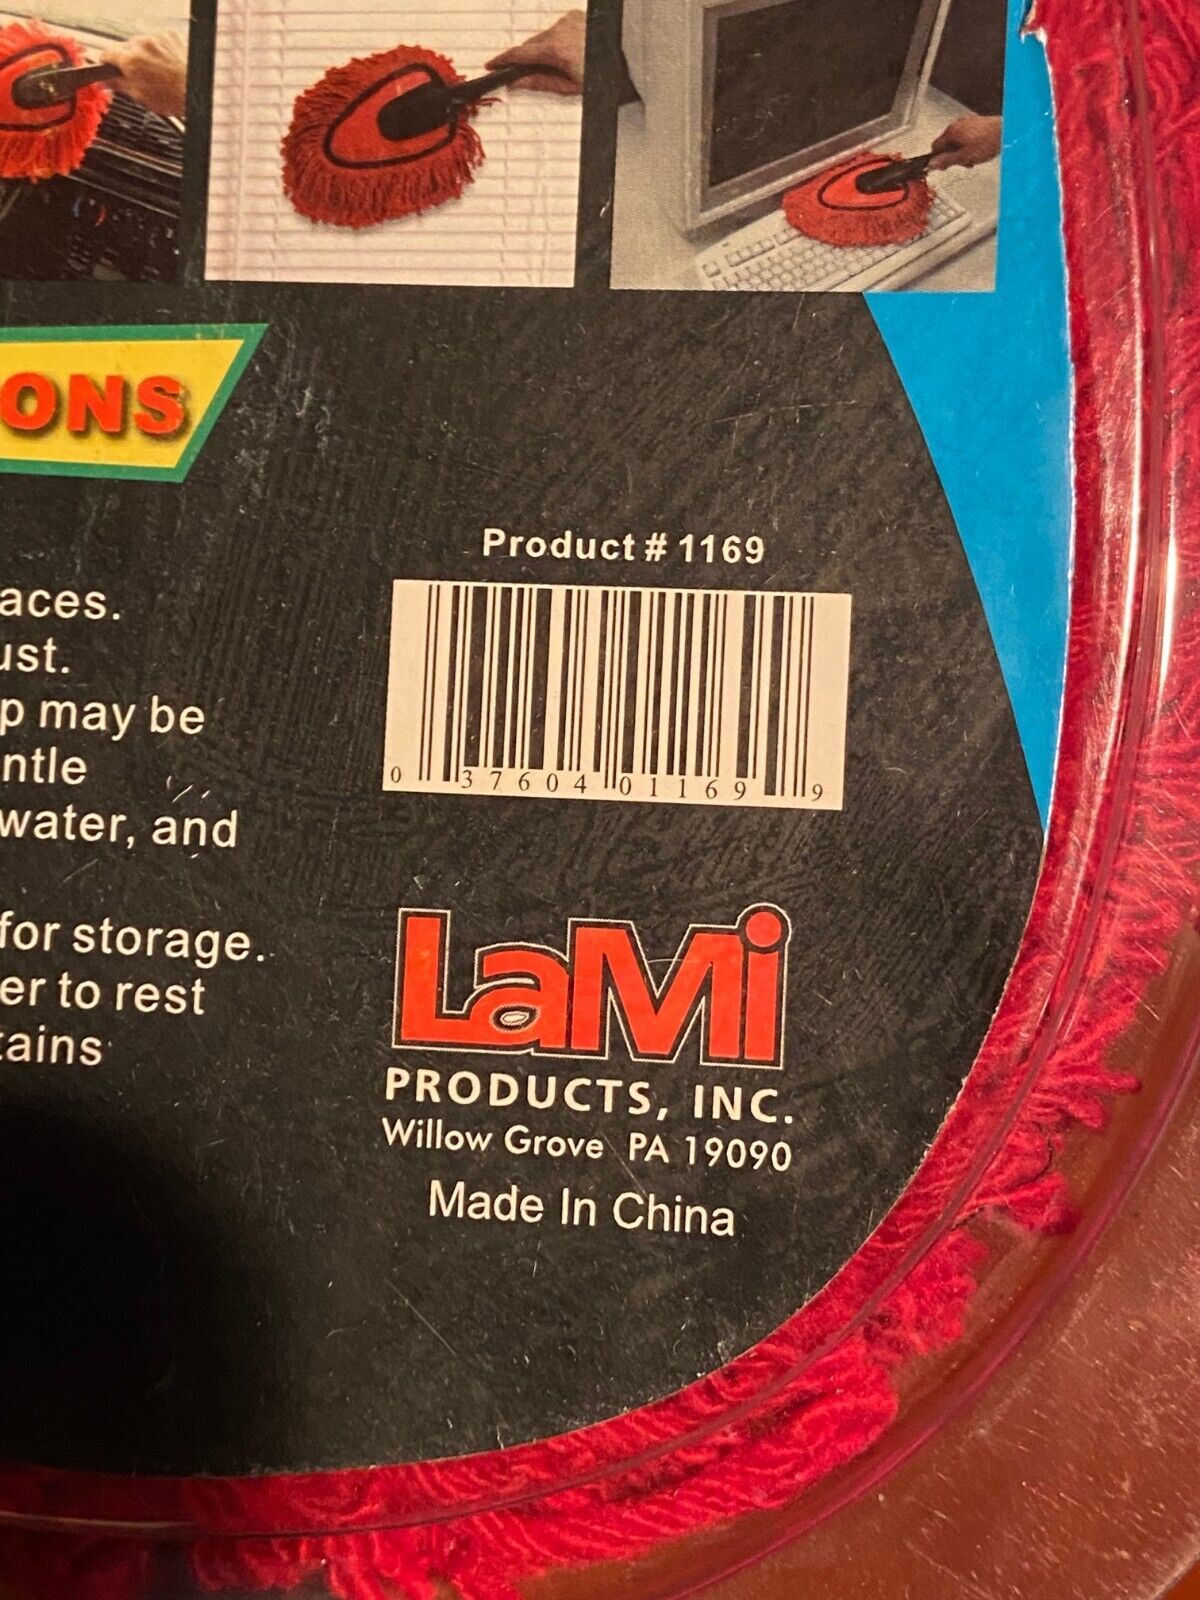 ONS
Product # 1169
aces.
ust.
p may be
ntle
water, and
0 37604 01169 9
for storage.
er to rest
tains
LaMi
PRODUCTS, INC.
Willow Grove PA 19090
Made In China